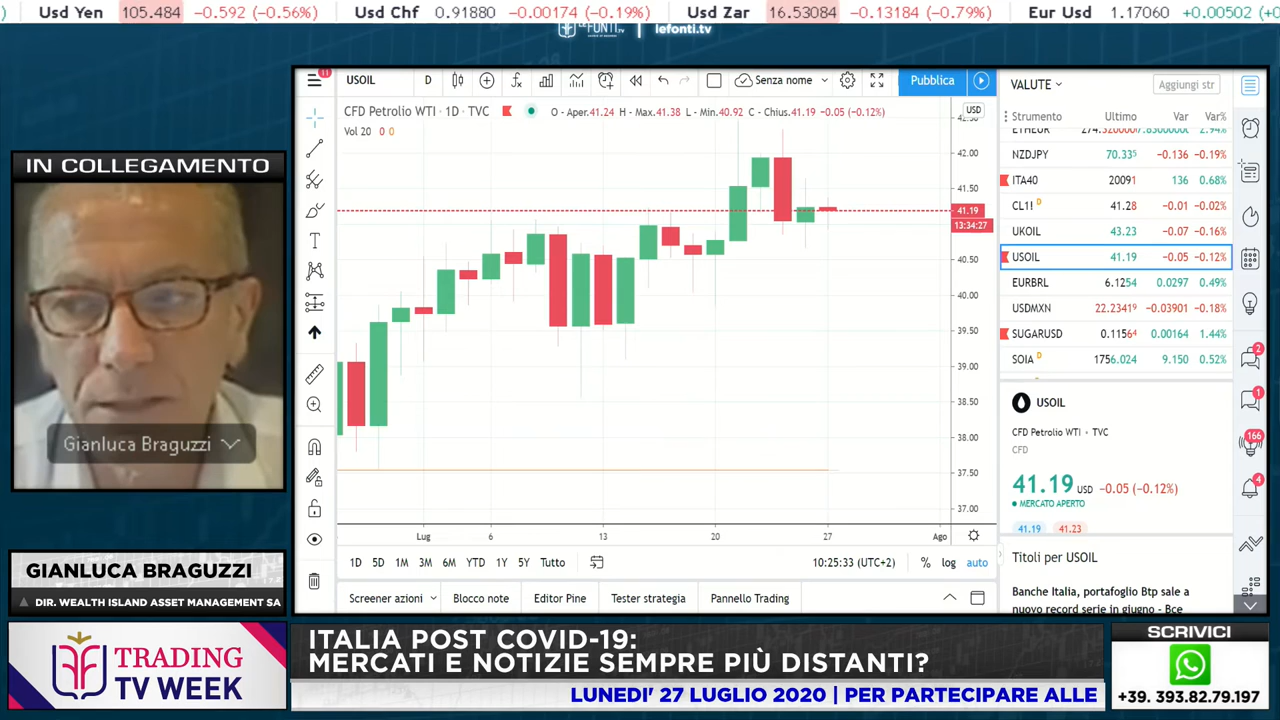 Usd Yen 105.484 −0.592 (−0.56%) Usd Chf 0.91880 −0.00174 (−0.19%) Usd Zar 16.53084 −0.13184 (−0.79%) Eur Usd 1.17060 +0.00502
LE FONTI.TV lefonti.tv
IN COLLEGAMENTO
Gianluca Braguzzi
GIANLUCA BRAGUZZI
DIR. WEALTH ISLAND ASSET MANAGEMENT SA
TRADING
TV WEEK
11 USOIL D Senza nome Pubblica
CFD Petrolio WTI · 1D · TVC O - Aper.41.24 H - Max.41.38 L - Min.40.92 C - Chius.41.19 −0.05 (−0.12%)
Vol 20 0 0
USD
42.00
41.50
41.19
13:34:27
40.50
40.00
39.50
39.00
38.50
38.00
37.50
37.00
Lug 6 13 20 27 Ago
1D 5D 1M 3M 6M YTD 1Y 5Y Tutto 10:25:33 (UTC+2) % log auto
Screener azioni Blocco note Editor Pine Tester strategia Pannello Trading
VALUTE Aggiungi str
Strumento Ultimo Var Var%
NZDJPY 70.335 −0.136 −0.19%
ITA40 20091 136 0.68%
CL1! D 41.28 −0.01 −0.02%
UKOIL 43.23 −0.07 −0.16%
USOIL 41.19 −0.05 −0.12%
EURBRL 6.1254 0.0297 0.49%
USDMXN 22.23419 −0.03901 −0.18%
SUGARUSD 0.11564 0.00164 1.44%
SOIA D 1756.024 9.150 0.52%
USOIL
CFD Petrolio WTI • TVC
CFD
41.19 USD −0.05 (−0.12%)
MERCATO APERTO
41.19 41.23
Titoli per USOIL
Banche Italia, portafoglio Btp sale a
nuovo record serie in giugno - Bce
2
1
166
4
ITALIA POST COVID-19:
MERCATI E NOTIZIE SEMPRE PIÙ DISTANTI?
LUNEDI' 27 LUGLIO 2020 | PER PARTECIPARE ALLE
SCRIVICI
+39. 393.82.79.197